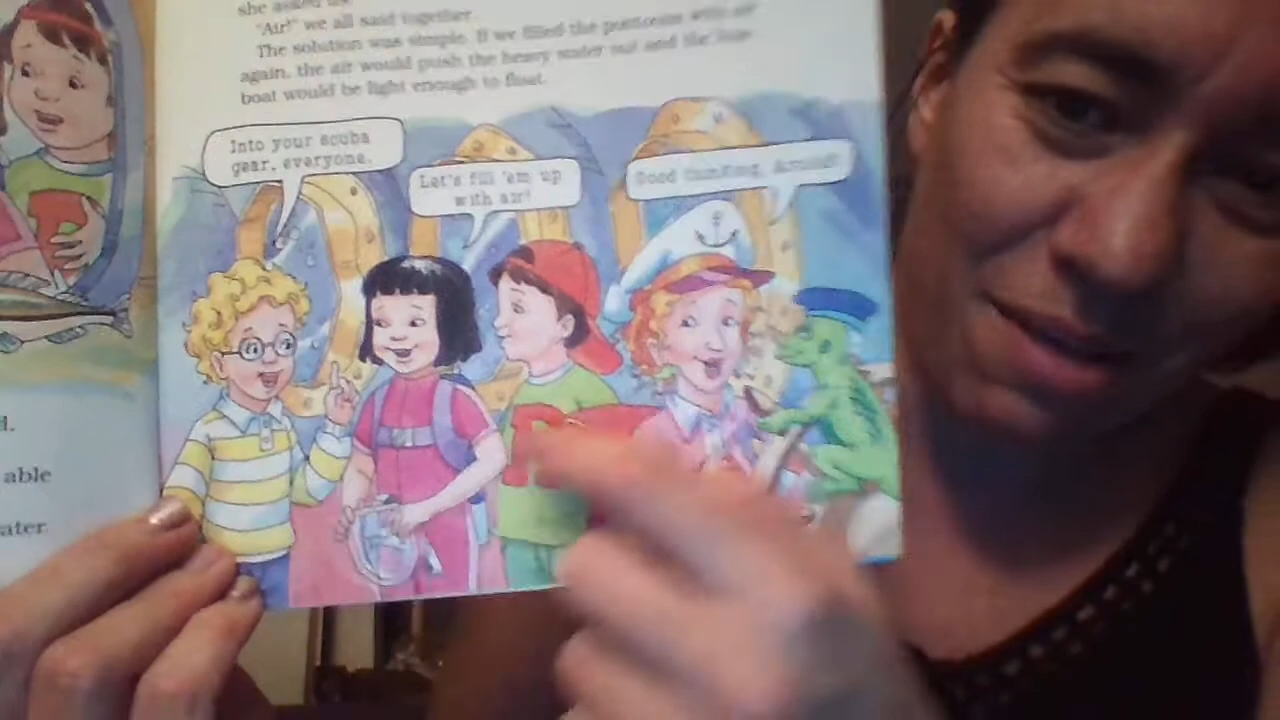 she asked us.
"Air!" we all said together.
The solution was simple. If we filled the pontoons with air
again, the air would push the heavy water out and the
boat would be light enough to float.
Into your scuba
gear, everyone.
Let's fill 'em up
with air!
Good thinking, Arnold!
d.
able
ater.